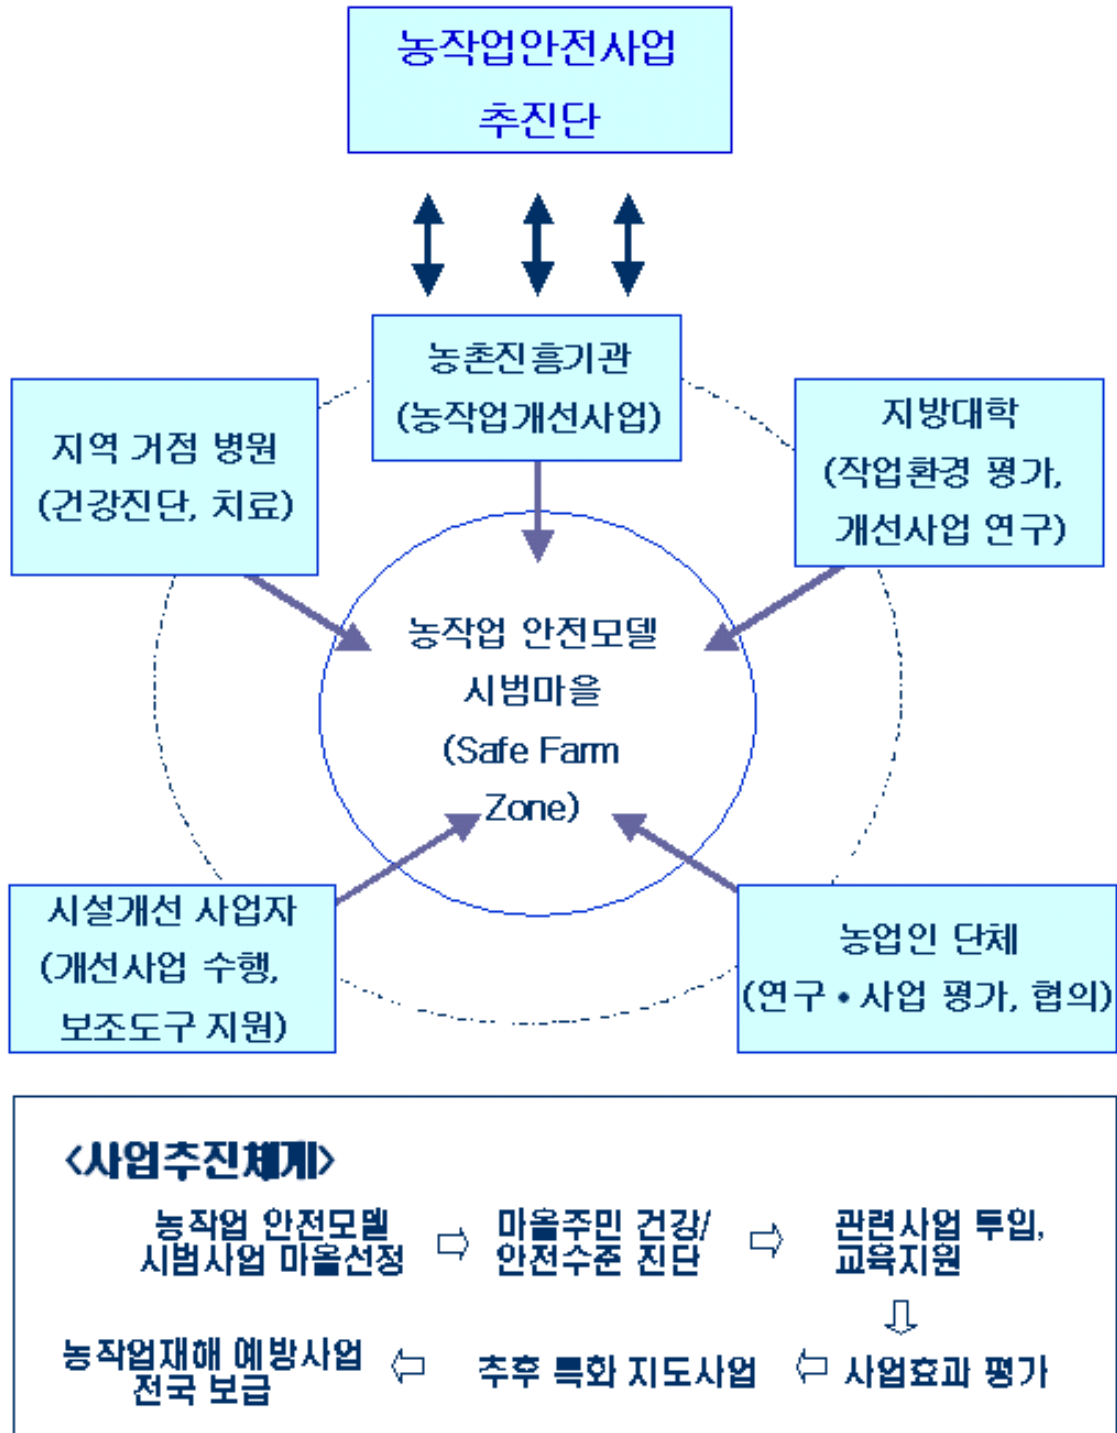 농작업안전사업
추진단
농촌진흥기관
(농작업개선사업)
지역 거점 병원
(건강진단, 치료)
지방대학
(작업환경 평가,
개선사업 연구)
농작업 안전모델
시범마을
(Safe Farm
Zone)
시설개선 사업자
(개선사업 수행,
보조도구 지원)
농업인 단체
(연구•사업 평가, 협의)
<사업추진체계>
농작업 안전모델
시범사업 마을선정
마을주민 건강/
안전수준 진단
관련사업 투입,
교육지원
사업효과 평가
추후 특화 지도사업
농작업재해 예방사업
전국 보급